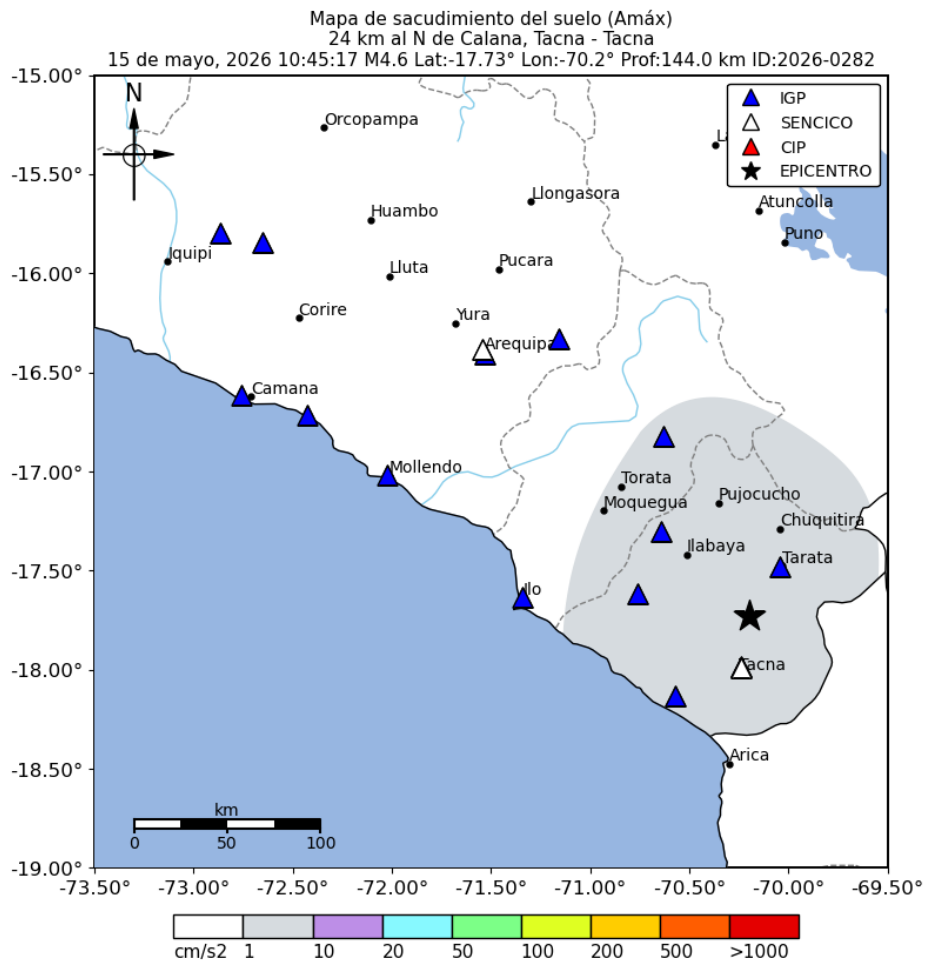 Mapa de sacudimiento del suelo (Amáx)
24 km al N de Calana, Tacna - Tacna
15 de mayo, 2026 10:45:17 M4.6 Lat:-17.73° Lon:-70.2° Prof:144.0 km ID:2026-0282
-15.00°
N
IGP
SENCICO
CIP
EPICENTRO
Orcopampa
-15.50°
Llongasora
Atuncolla
Huambo
Puno
Iquipi
Pucara
-16.00°
Lluta
Corire
Yura
Arequipa
-16.50°
Camana
-17.00°
Mollendo
Torata
Moquegua
Pujocucho
Chuquitira
-17.50°
Ilabaya
Tarata
Ilo
-18.00°
Tacna
-18.50°
Arica
km
0 50 100
-19.00°
-73.50° -73.00° -72.50° -72.00° -71.50° -71.00° -70.50° -70.00° -69.50°
cm/s2 1 10 20 50 100 200 500 >1000